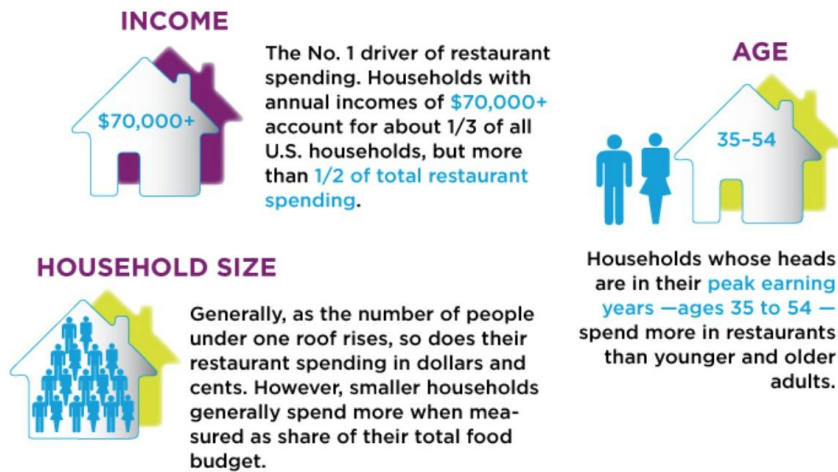 INCOME
$70,000+
The No. 1 driver of restaurant
spending. Households with
annual incomes of $70,000+
account for about 1/3 of all
U.S. households, but more
than 1/2 of total restaurant
spending.
AGE
35–54
Households whose heads
are in their peak earning
years —ages 35 to 54 —
spend more in restaurants
than younger and older
adults.
HOUSEHOLD SIZE
Generally, as the number of people
under one roof rises, so does their
restaurant spending in dollars and
cents. However, smaller households
generally spend more when mea-
sured as share of their total food
budget.